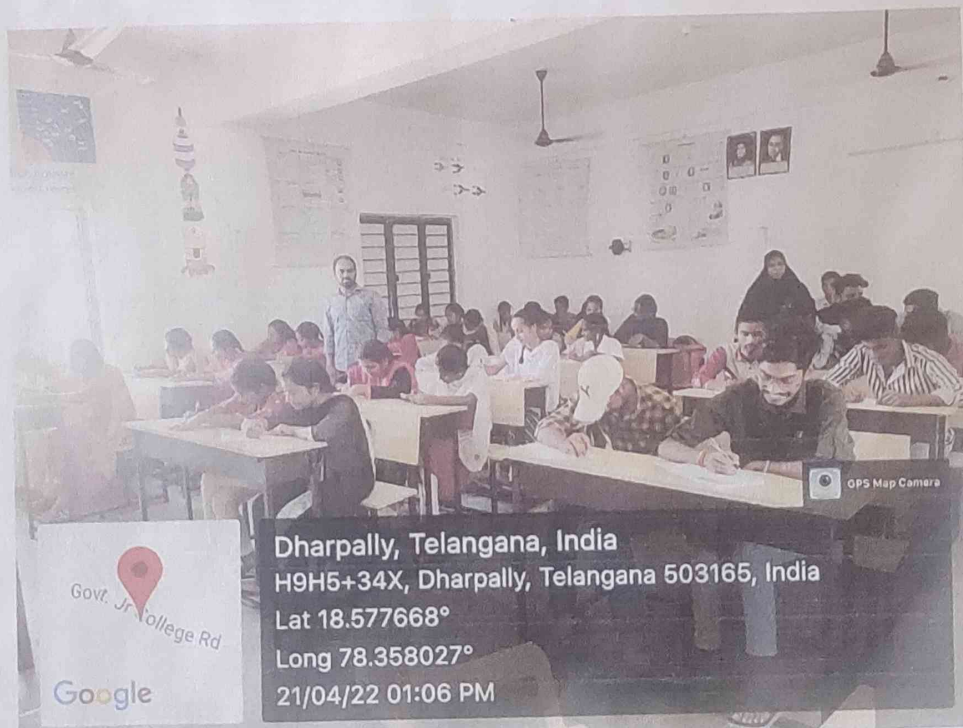 GPS Map Camera
Dharpally, Telangana, India
H9H5+34X, Dharpally, Telangana 503165, India
Lat 18.577668°
Long 78.358027°
21/04/22 01:06 PM
Govt. Jr College Rd
Google